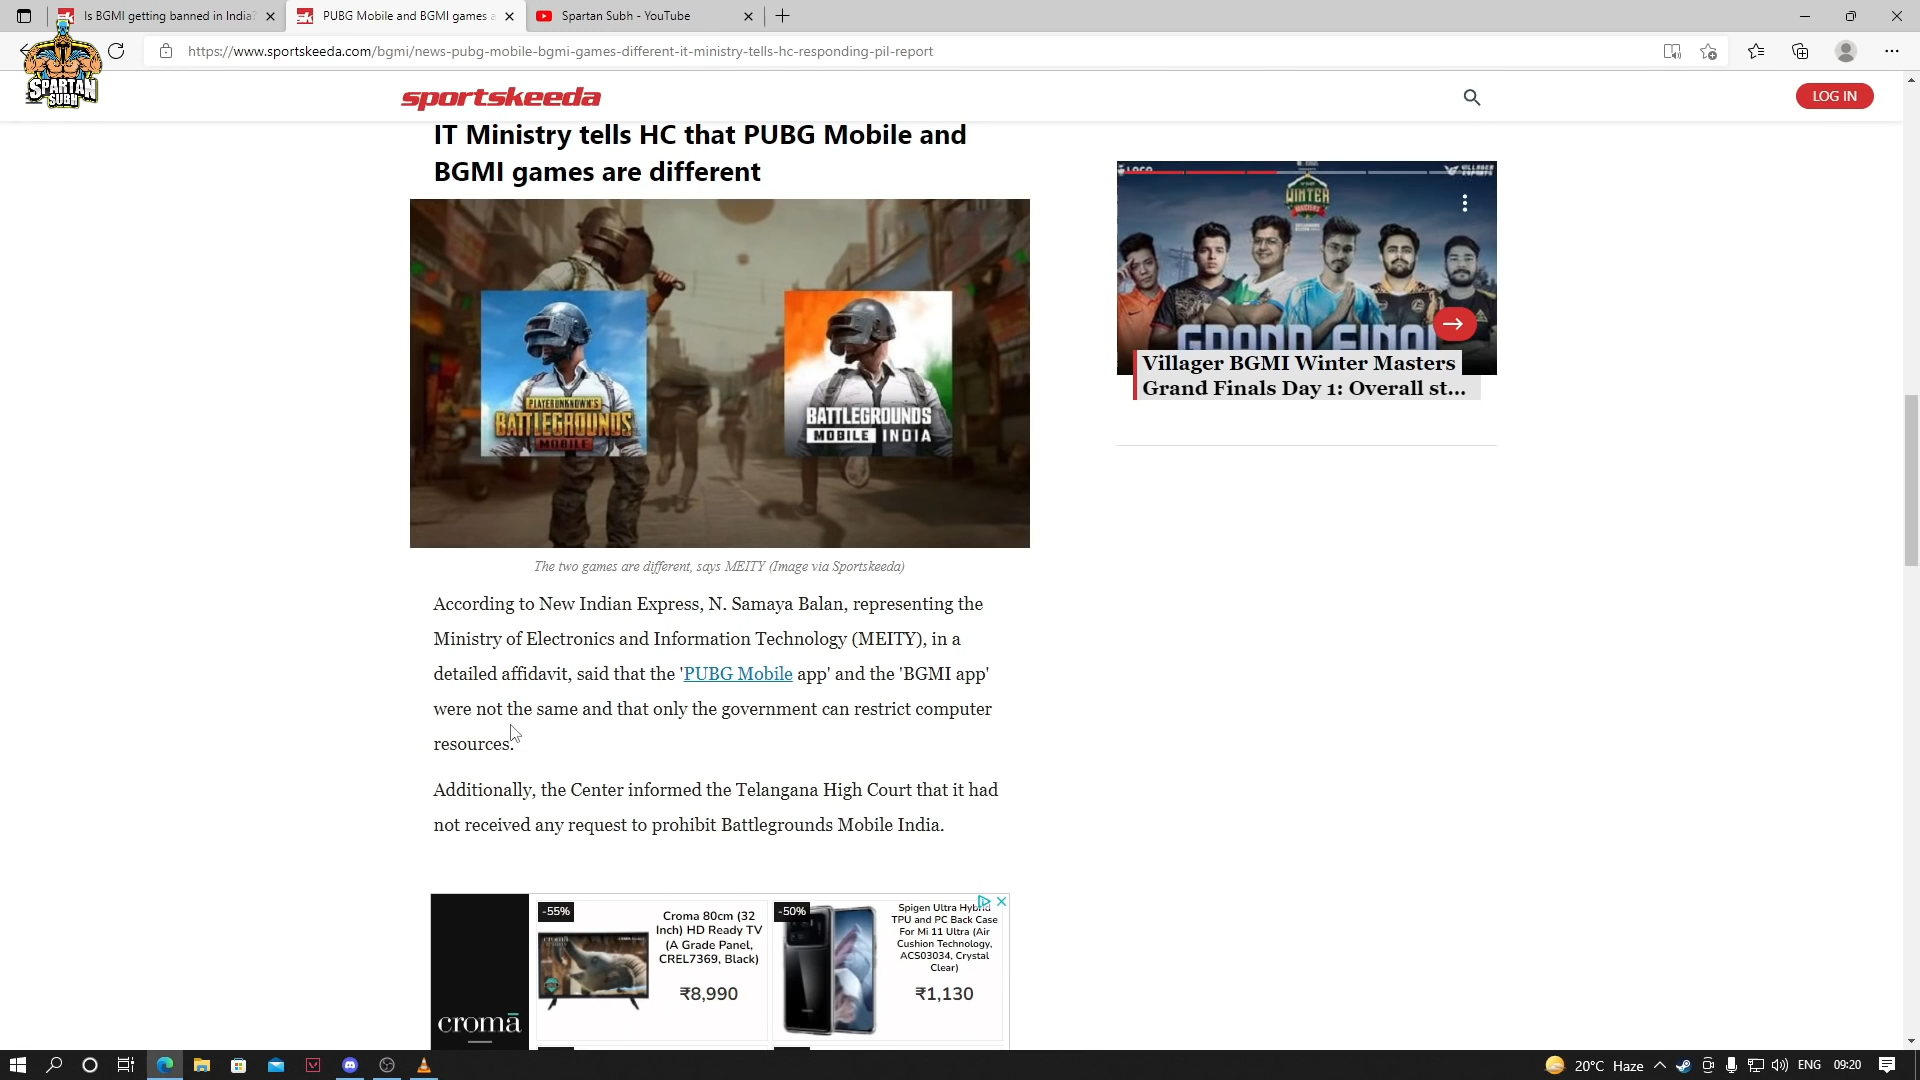 Is BGMI getting banned in India?
PUBG Mobile and BGMI games a
Spartan Subh - YouTube
https://www.sportskeeda.com/bgmi/news-pubg-mobile-bgmi-games-different-it-ministry-tells-hc-responding-pil-report
SPARTAN
SUBH
sportskeeda
LOG IN
IT Ministry tells HC that PUBG Mobile and
BGMI games are different
PLAYERUNKNOWN'S
BATTLEGROUNDS
MOBILE
BATTLEGROUNDS
MOBILE INDIA
The two games are different, says MEITY (Image via Sportskeeda)
According to New Indian Express, N. Samaya Balan, representing the
Ministry of Electronics and Information Technology (MEITY), in a
detailed affidavit, said that the 'PUBG Mobile app' and the 'BGMI app'
were not the same and that only the government can restrict computer
resources.
Additionally, the Center informed the Telangana High Court that it had
not received any request to prohibit Battlegrounds Mobile India.
WINTER
GRAND FINAL
Villager BGMI Winter Masters
Grand Finals Day 1: Overall st...
-55%
Croma 80cm (32
Inch) HD Ready TV
(A Grade Panel,
CREL7369, Black)
₹8,990
-50%
Spigen Ultra Hybrid
TPU and PC Back Case
For Mi 11 Ultra (Air
Cushion Technology,
ACS03034, Crystal
Clear)
₹1,130
croma
20°C Haze
ENG
09:20